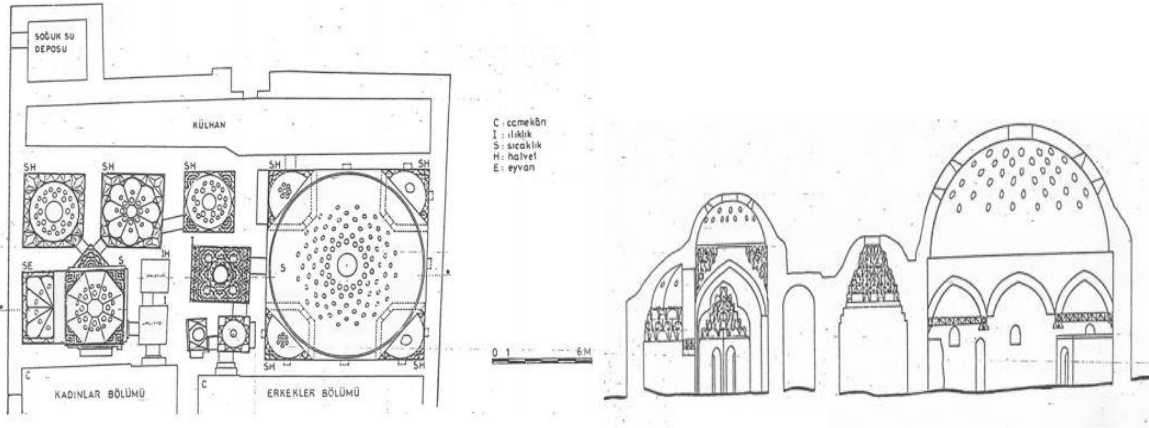 SOĞUK SU
DEPOSU
KÜLHAN
C : camekân
I : ılıklık
S : sıcaklık
H : halvet
E : eyvan
SH
SH
SH
SH
SH
SE
S
IH
I
I
S
C
C
SH
SH
0 1 6M
KADINLAR BÖLÜMÜ
ERKEKLER BÖLÜMÜ